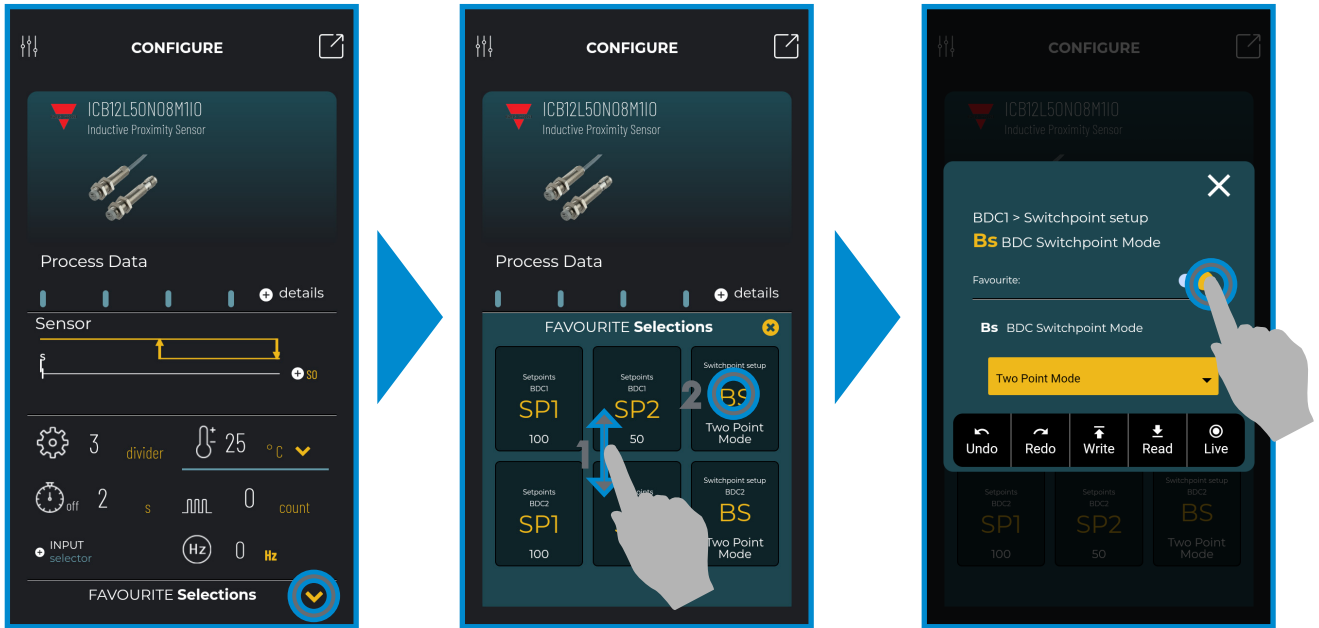 CONFIGURE
ICB12L50N08M1IO
Inductive Proximity Sensor
Process Data
details
Sensor
s
SO
3 divider
25 °C
off 2 s
0 count
INPUT
selector
Hz 0 Hz
FAVOURITE Selections
CONFIGURE
ICB12L50N08M1IO
Inductive Proximity Sensor
Process Data
details
FAVOURITE Selections
Setpoints
BDC1
SP1
100
Setpoints
BDC1
SP2
50
Switchpoint setup
BS
Two Point
Mode
1
2
Setpoints
BDC2
SP1
100
Switchpoint setup
BDC2
BS
Two Point
Mode
CONFIGURE
ICB12L50N08M1IO
Inductive Proximity Sensor
BDC1 > Switchpoint setup
Bs BDC Switchpoint Mode
Favourite:
Bs BDC Switchpoint Mode
Two Point Mode
Undo Redo Write Read Live
Setpoints
BDC2
SP1
100
Setpoints
BDC2
SP2
50
Switchpoint setup
BDC2
BS
Two Point
Mode